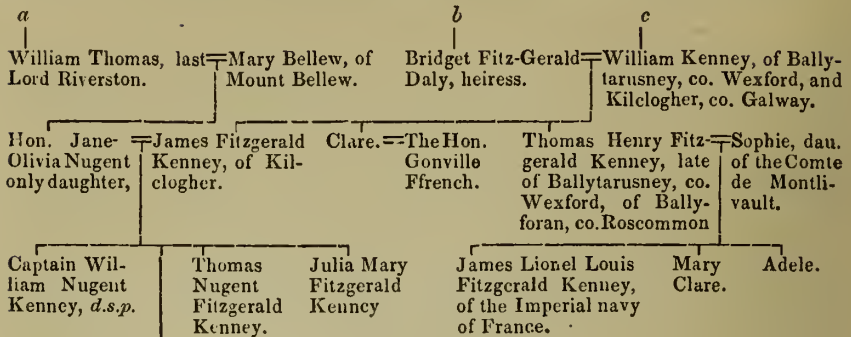 a
b
c
William Thomas, last
Lord Riverston.
Mary Bellew, of
Mount Bellew.
Bridget Fitz-Gerald
Daly, heiress.
William Kenney, of Bally-
tarusney, co. Wexford, and
Kilclogher, co. Galway.
Hon. Jane-
Olivia Nugent
only daughter,
James Fitzgerald
Kenney, of Kil-
clogher.
Clare.
The Hon.
Gonville
Ffrench.
Thomas Henry Fitz-
gerald Kenney, late
of Ballytarusney, co.
Wexford, of Bally-
foran, co.Roscommon
Sophie, dau.
of the Comte
de Montli-
vault.
Captain Wil-
liam Nugent
Kenney, d.s.p.
Thomas
Nugent
Fitzgerald
Kenney.
Julia Mary
Fitzgerald
Kenney
James Lionel Louis
Fitzgerald Kenney,
of the Imperial navy
of France.
Mary
Clare.
Adele.